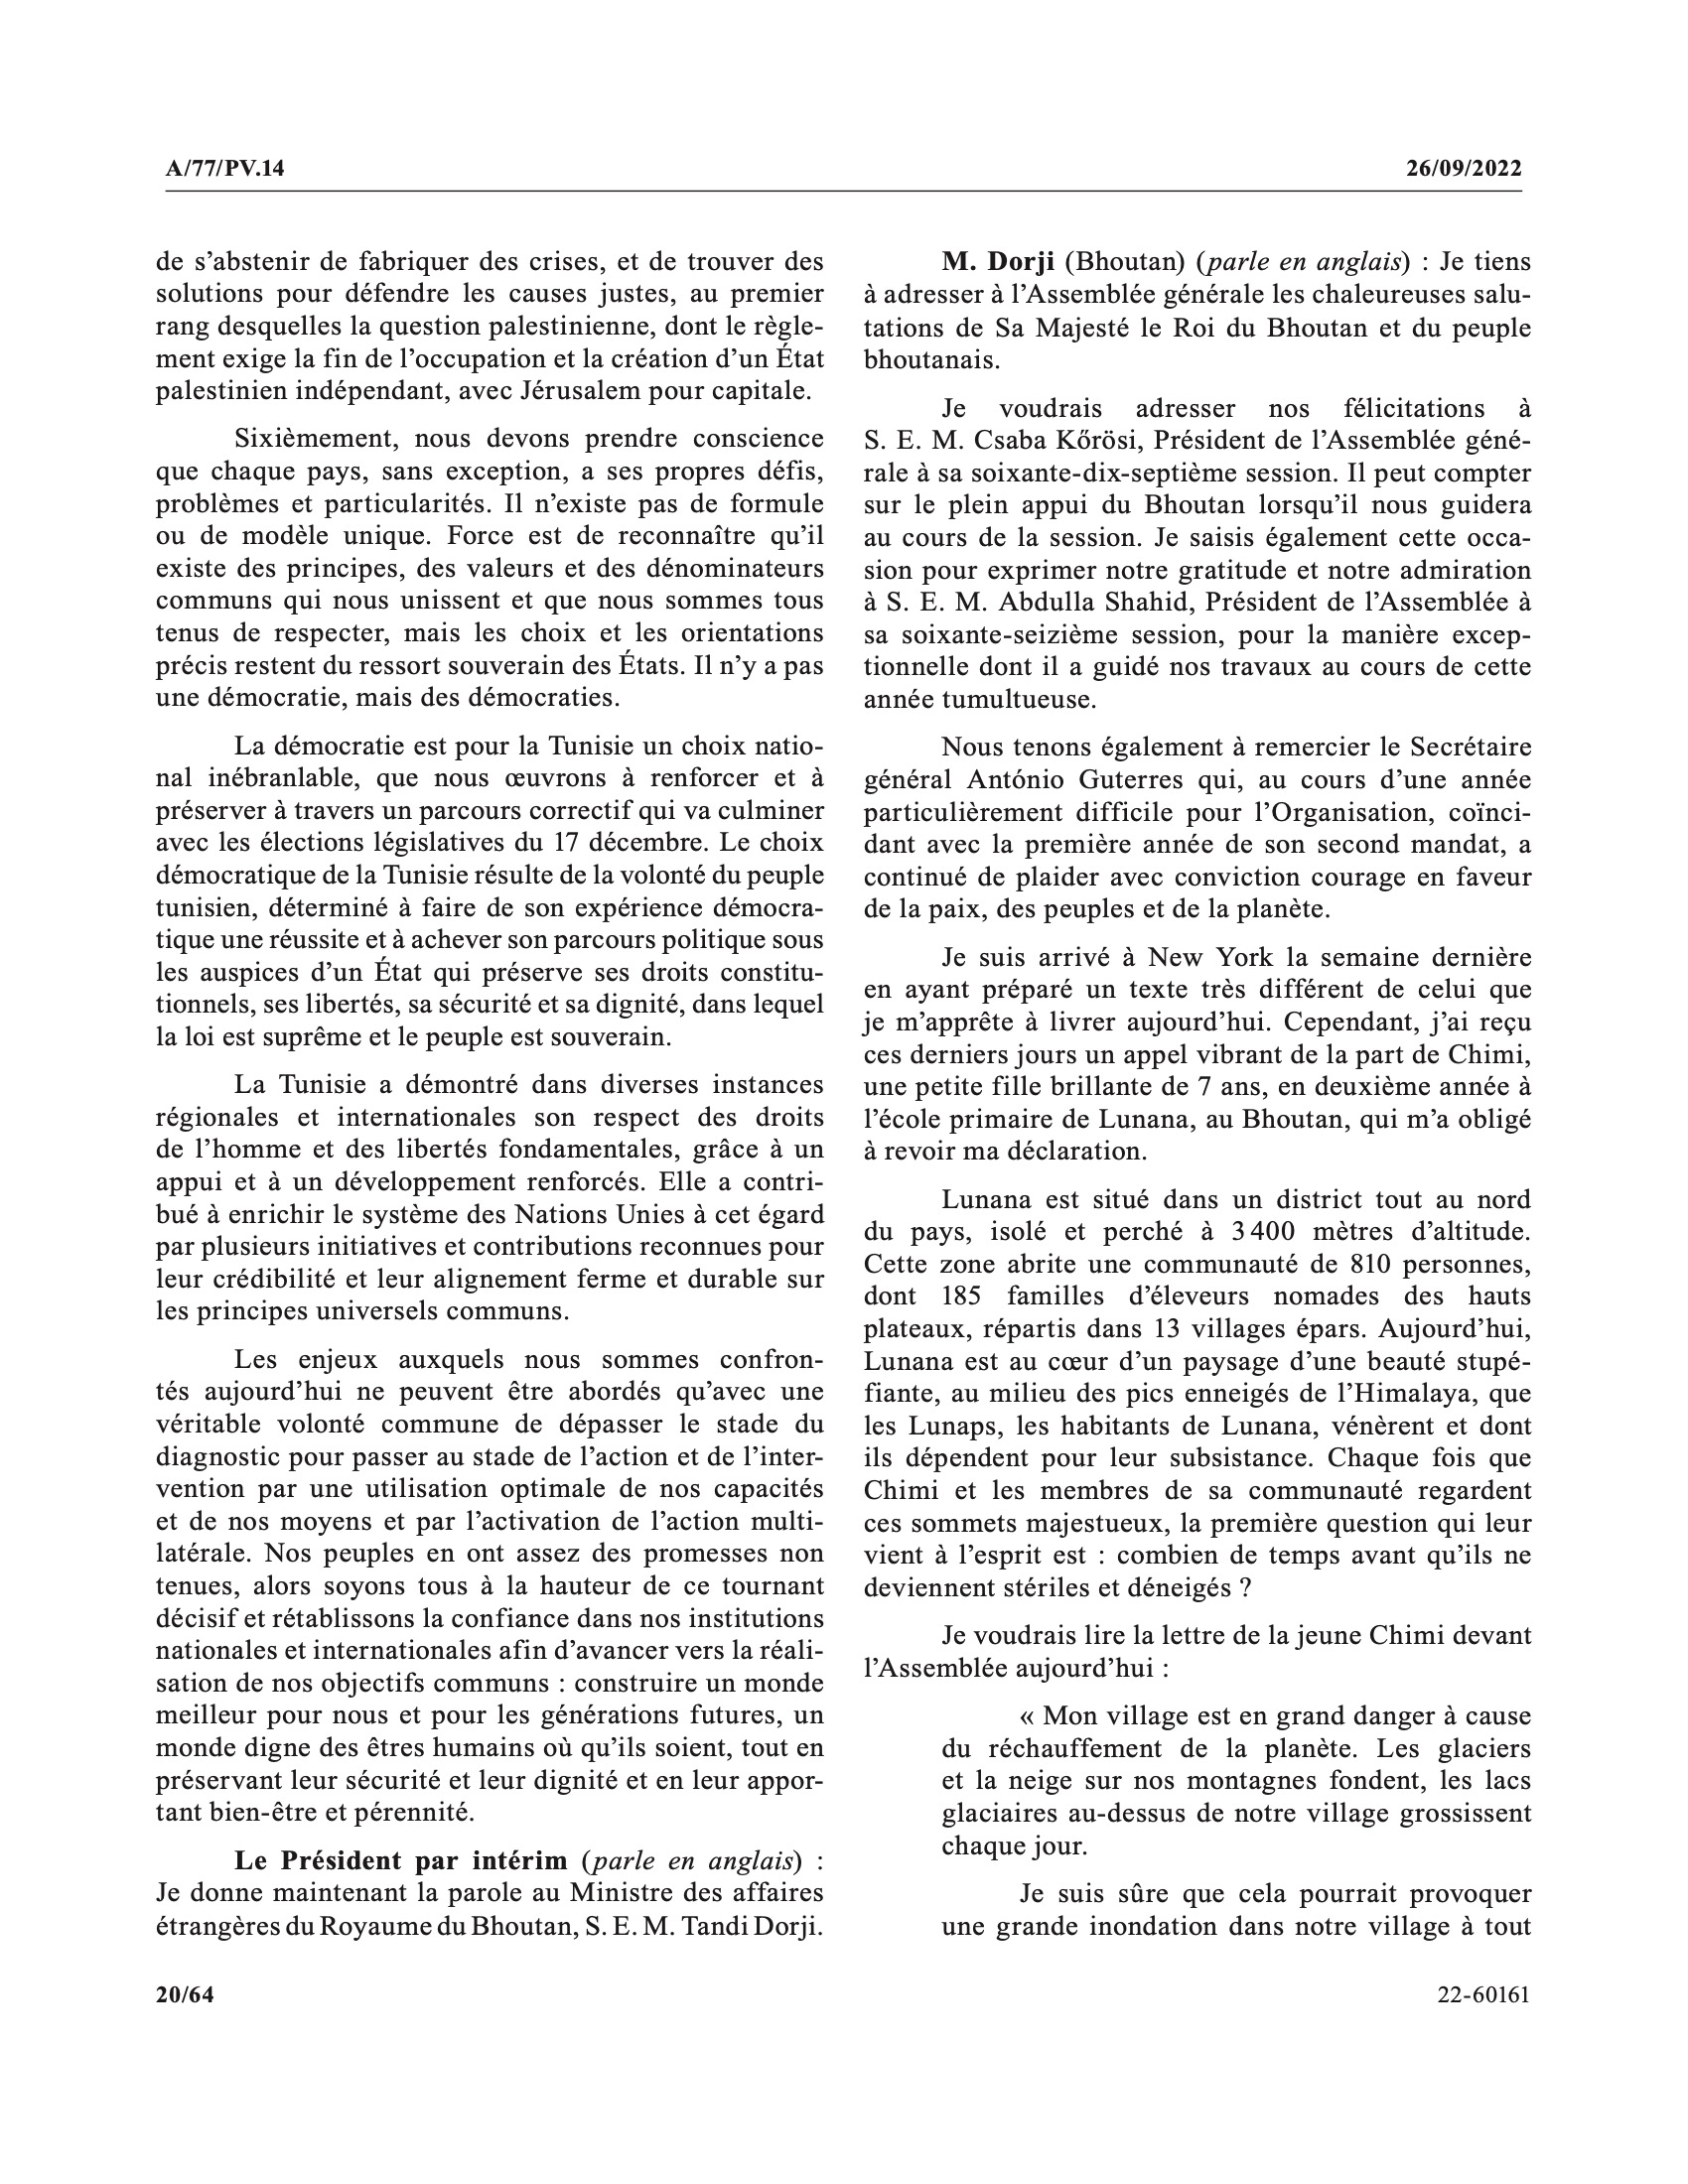 A/77/PV.14
26/09/2022
de s’abstenir de fabriquer des crises, et de trouver des
solutions pour défendre les causes justes, au premier
rang desquelles la question palestinienne, dont le règle-
ment exige la fin de l’occupation et la création d’un État
palestinien indépendant, avec Jérusalem pour capitale.
Sixièmement, nous devons prendre conscience
que chaque pays, sans exception, a ses propres défis,
problèmes et particularités. Il n’existe pas de formule
ou de modèle unique. Force est de reconnaître qu’il
existe des principes, des valeurs et des dénominateurs
communs qui nous unissent et que nous sommes tous
tenus de respecter, mais les choix et les orientations
précis restent du ressort souverain des États. Il n’y a pas
une démocratie, mais des démocraties.
La démocratie est pour la Tunisie un choix natio-
nal inébranlable, que nous œuvrons à renforcer et à
préserver à travers un parcours correctif qui va culminer
avec les élections législatives du 17 décembre. Le choix
démocratique de la Tunisie résulte de la volonté du peuple
tunisien, déterminé à faire de son expérience démocra-
tique une réussite et à achever son parcours politique sous
les auspices d’un État qui préserve ses droits constitu-
tionnels, ses libertés, sa sécurité et sa dignité, dans lequel
la loi est suprême et le peuple est souverain.
La Tunisie a démontré dans diverses instances
régionales et internationales son respect des droits
de l’homme et des libertés fondamentales, grâce à un
appui et à un développement renforcés. Elle a contri-
bué à enrichir le système des Nations Unies à cet égard
par plusieurs initiatives et contributions reconnues pour
leur crédibilité et leur alignement ferme et durable sur
les principes universels communs.
Les enjeux auxquels nous sommes confron-
tés aujourd’hui ne peuvent être abordés qu’avec une
véritable volonté commune de dépasser le stade du
diagnostic pour passer au stade de l’action et de l’inter-
vention par une utilisation optimale de nos capacités
et de nos moyens et par l’activation de l’action multi-
latérale. Nos peuples en ont assez des promesses non
tenues, alors soyons tous à la hauteur de ce tournant
décisif et rétablissons la confiance dans nos institutions
nationales et internationales afin d’avancer vers la réali-
sation de nos objectifs communs : construire un monde
meilleur pour nous et pour les générations futures, un
monde digne des êtres humains où qu’ils soient, tout en
préservant leur sécurité et leur dignité et en leur appor-
tant bien-être et pérennité.
Le Président par intérim (parle en anglais) :
Je donne maintenant la parole au Ministre des affaires
étrangères du Royaume du Bhoutan, S. E. M. Tandi Dorji.
M. Dorji (Bhoutan) (parle en anglais) : Je tiens
à adresser à l’Assemblée générale les chaleureuses salu-
tations de Sa Majesté le Roi du Bhoutan et du peuple
bhoutanais.
Je voudrais adresser nos félicitations à
S. E. M. Csaba Kőrösi, Président de l’Assemblée géné-
rale à sa soixante-dix-septième session. Il peut compter
sur le plein appui du Bhoutan lorsqu’il nous guidera
au cours de la session. Je saisis également cette occa-
sion pour exprimer notre gratitude et notre admiration
à S. E. M. Abdulla Shahid, Président de l’Assemblée à
sa soixante-seizième session, pour la manière excep-
tionnelle dont il a guidé nos travaux au cours de cette
année tumultueuse.
Nous tenons également à remercier le Secrétaire
général António Guterres qui, au cours d’une année
particulièrement difficile pour l’Organisation, coïnci-
dant avec la première année de son second mandat, a
continué de plaider avec conviction courage en faveur
de la paix, des peuples et de la planète.
Je suis arrivé à New York la semaine dernière
en ayant préparé un texte très différent de celui que
je m’apprête à livrer aujourd’hui. Cependant, j’ai reçu
ces derniers jours un appel vibrant de la part de Chimi,
une petite fille brillante de 7 ans, en deuxième année à
l’école primaire de Lunana, au Bhoutan, qui m’a obligé
à revoir ma déclaration.
Lunana est situé dans un district tout au nord
du pays, isolé et perché à 3 400 mètres d’altitude.
Cette zone abrite une communauté de 810 personnes,
dont 185 familles d’éleveurs nomades des hauts
plateaux, répartis dans 13 villages épars. Aujourd’hui,
Lunana est au cœur d’un paysage d’une beauté stupé-
fiante, au milieu des pics enneigés de l’Himalaya, que
les Lunaps, les habitants de Lunana, vénèrent et dont
ils dépendent pour leur subsistance. Chaque fois que
Chimi et les membres de sa communauté regardent
ces sommets majestueux, la première question qui leur
vient à l’esprit est : combien de temps avant qu’ils ne
deviennent stériles et déneigés ?
Je voudrais lire la lettre de la jeune Chimi devant
l’Assemblée aujourd’hui :
« Mon village est en grand danger à cause
du réchauffement de la planète. Les glaciers
et la neige sur nos montagnes fondent, les lacs
glaciaires au-dessus de notre village grossissent
chaque jour.
Je suis sûre que cela pourrait provoquer
une grande inondation dans notre village à tout
20/64
22-60161